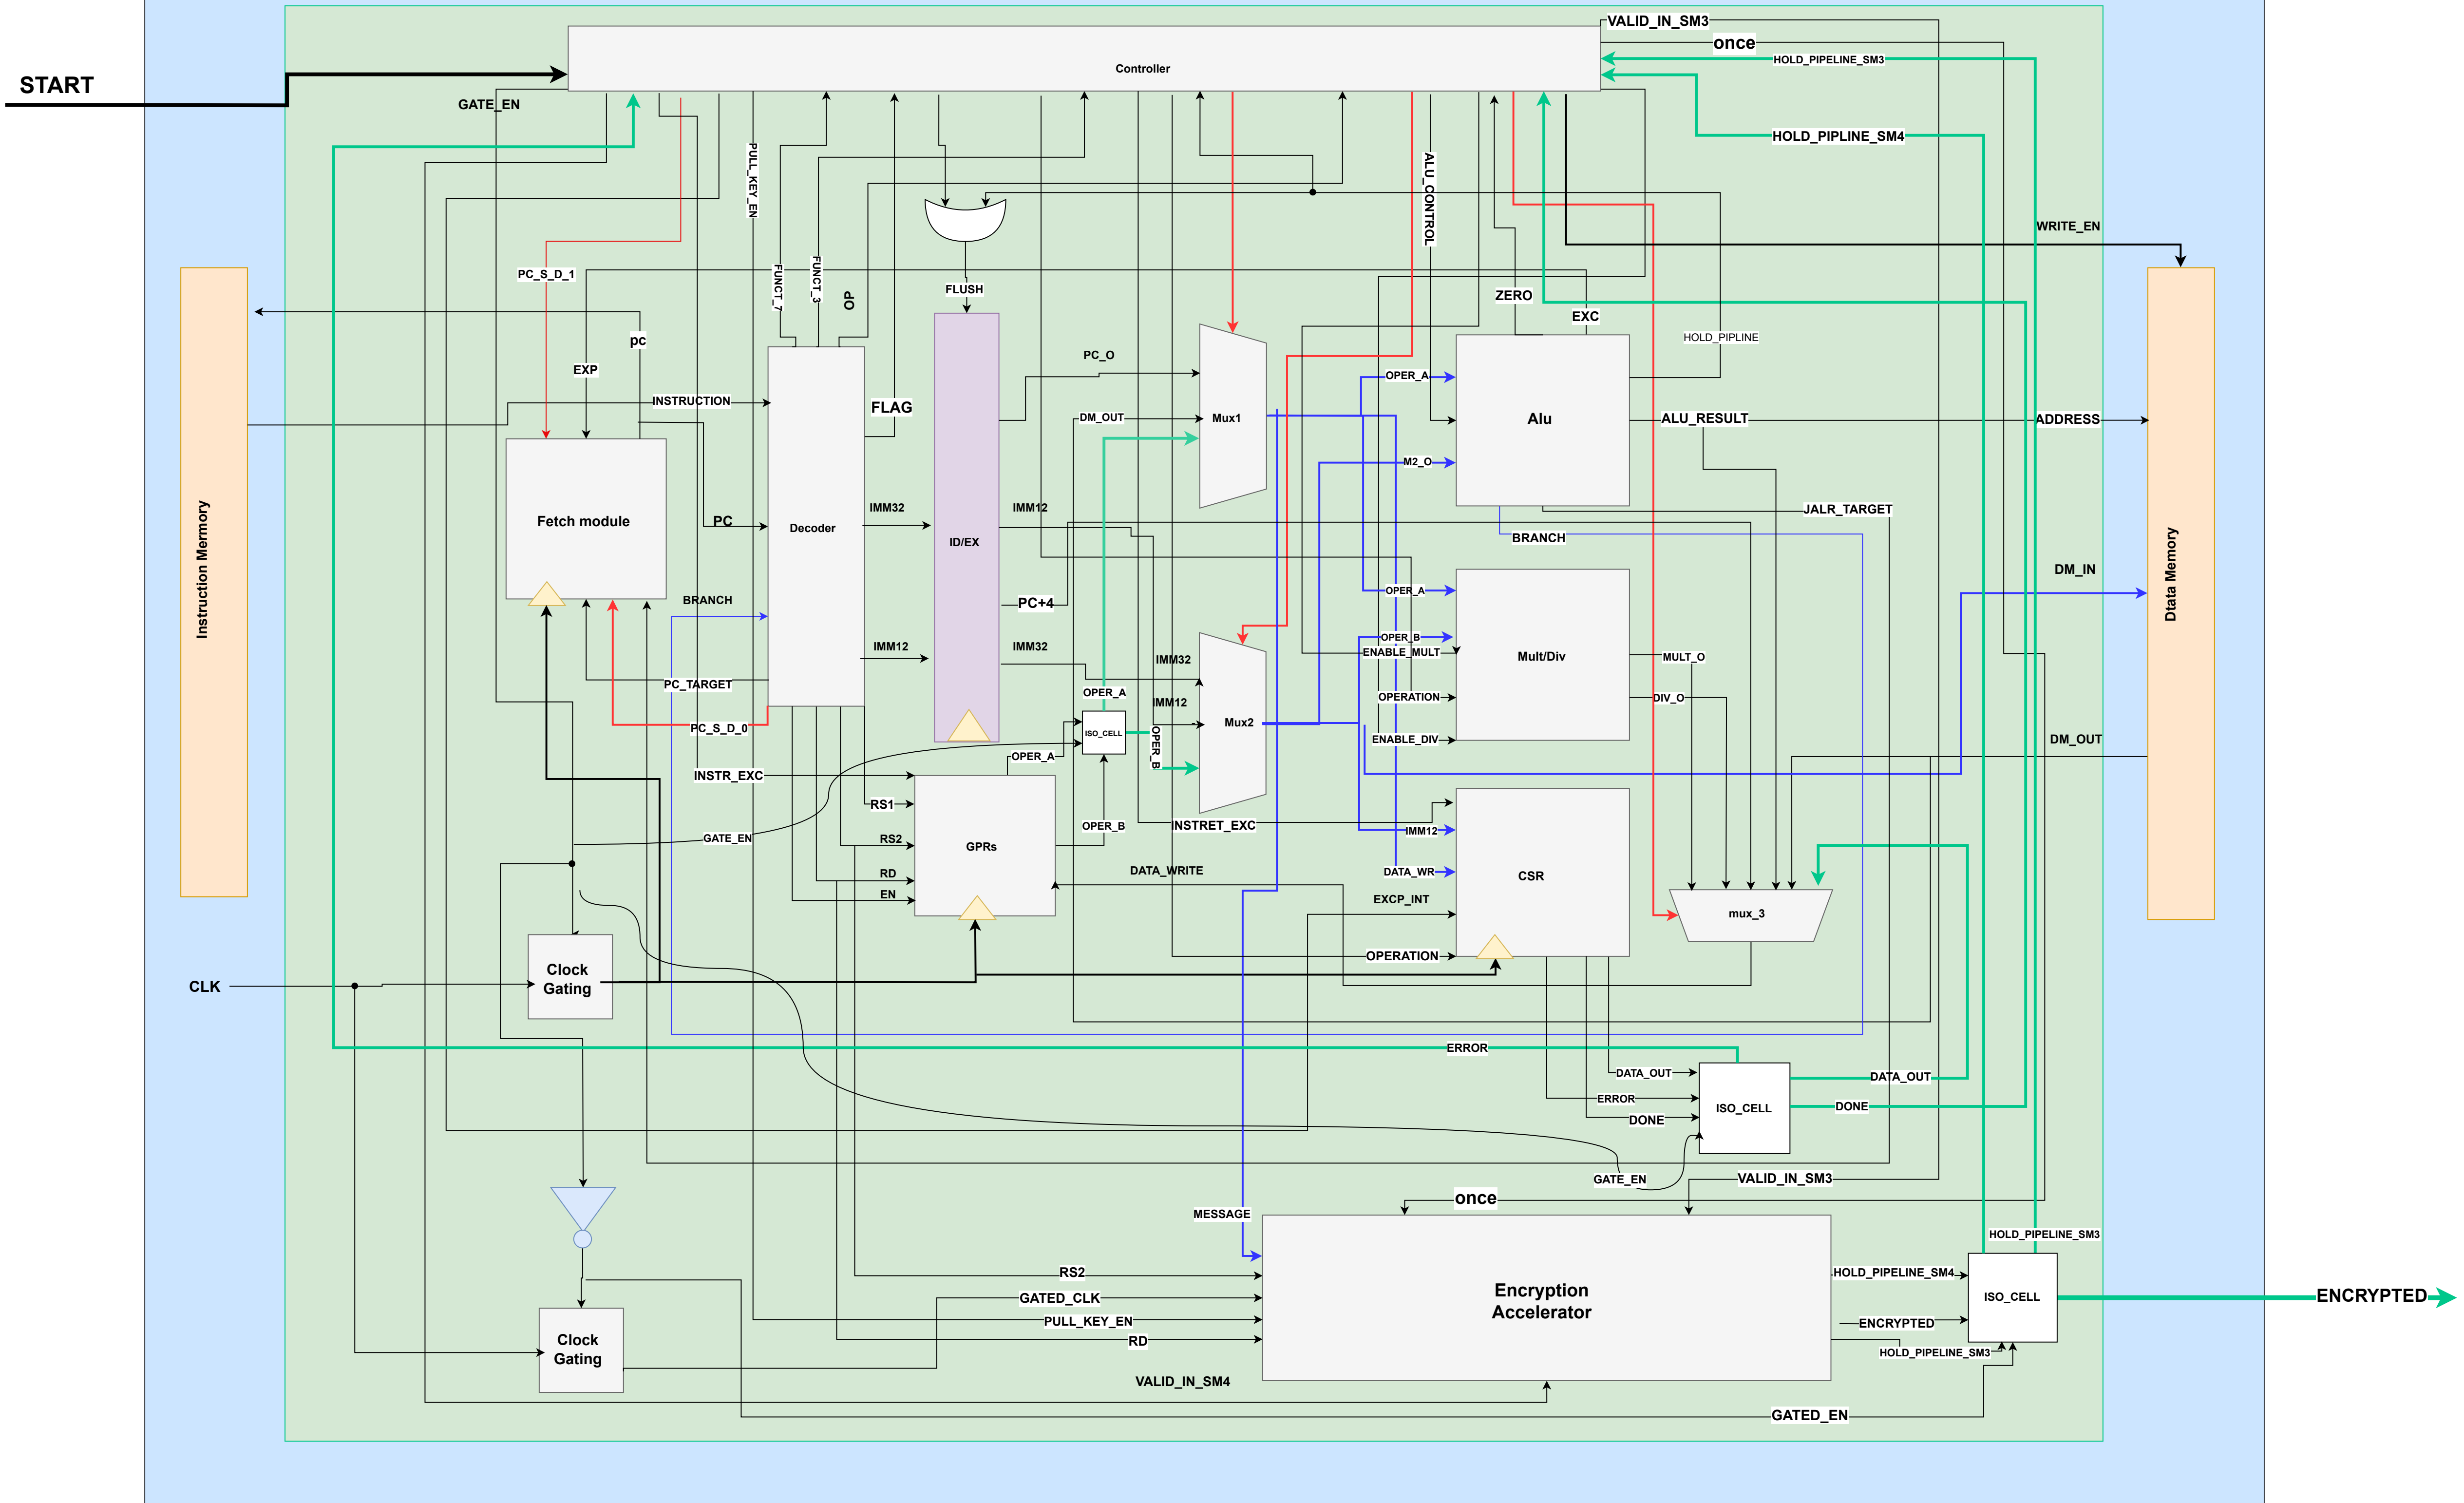 VALID_IN_SM3
once
HOLD_PIPELINE_SM3
Controller
START
GATE_EN
HOLD_PIPLINE_SM4
PULL_KEY_EN
ALU_CONTROL
WRITE_EN
PC_S_D_1
FUNCT_7
FUNCT_3
OP
FLUSH
ZERO
EXC
HOLD_PIPLINE
pc
PC_O
EXP
OPER_A
INSTRUCTION
FLAG
DM_OUT
Mux1
Alu
ALU_RESULT
ADDRESS
M2_O
Instruction Mermory
Fetch module
PC
Decoder
IMM32
ID/EX
IMM12
JALR_TARGET
BRANCH
Dtata Memory
DM_IN
BRANCH
PC+4
OPER_A
OPER_B
ENABLE_MULT
Mult/Div
MULT_O
IMM12
IMM32
IMM32
PC_TARGET
OPER_A
IMM12
OPERATION
DIV_O
PC_S_D_0
ISO_CELL
OPER_B
Mux2
ENABLE_DIV
DM_OUT
OPER_A
INSTR_EXC
RS1
GATE_EN
RS2
GPRs
OPER_B
INSTRET_EXC
IMM12
RD
EN
DATA_WRITE
DATA_WR
CSR
EXCP_INT
mux_3
OPERATION
CLK
Clock
Gating
ERROR
DATA_OUT
DATA_OUT
ERROR
ISO_CELL
DONE
DONE
GATE_EN
VALID_IN_SM3
once
MESSAGE
HOLD_PIPELINE_SM3
RS2
HOLD_PIPELINE_SM4
GATED_CLK
Encryption
Accelerator
ISO_CELL
ENCRYPTED
PULL_KEY_EN
ENCRYPTED
RD
HOLD_PIPELINE_SM3
Clock
Gating
VALID_IN_SM4
GATED_EN